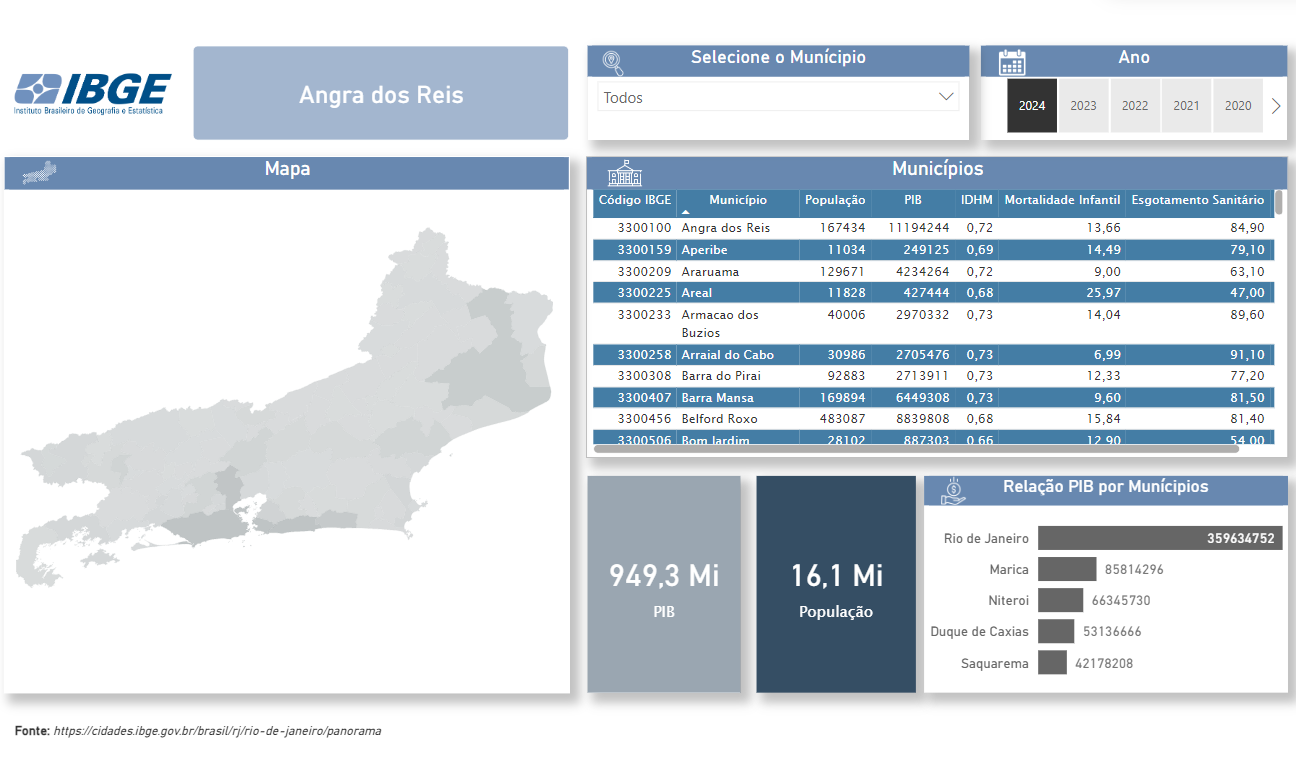 IBGE
Instituto Brasileiro de Geografia e Estatística
Angra dos Reis
Selecione o Munícipio
Todos
Ano
2024 2023 2022 2021 2020
Mapa
Municípios
Código IBGE Município População PIB IDHM Mortalidade Infantil Esgotamento Sanitário
3300100 Angra dos Reis 167434 11194244 0,72 13,66 84,90
3300159 Aperibe 11034 249125 0,69 14,49 79,10
3300209 Araruama 129671 4234264 0,72 9,00 63,10
3300225 Areal 11828 427444 0,68 25,97 47,00
3300233 Armacao dos 40006 2970332 0,73 14,04 89,60
Buzios
3300258 Arraial do Cabo 30986 2705476 0,73 6,99 91,10
3300308 Barra do Pirai 92883 2713911 0,73 12,33 77,20
3300407 Barra Mansa 169894 6449308 0,73 9,60 81,50
3300456 Belford Roxo 483087 8839808 0,68 15,84 81,40
3300506 Bom Jardim 28102 887303 0,66 12,90 54,00
949,3 Mi
PIB
16,1 Mi
População
Relação PIB por Munícipios
Rio de Janeiro 359634752
Marica 85814296
Niteroi 66345730
Duque de Caxias 53136666
Saquarema 42178208
Fonte: https://cidades.ibge.gov.br/brasil/rj/rio-de-janeiro/panorama